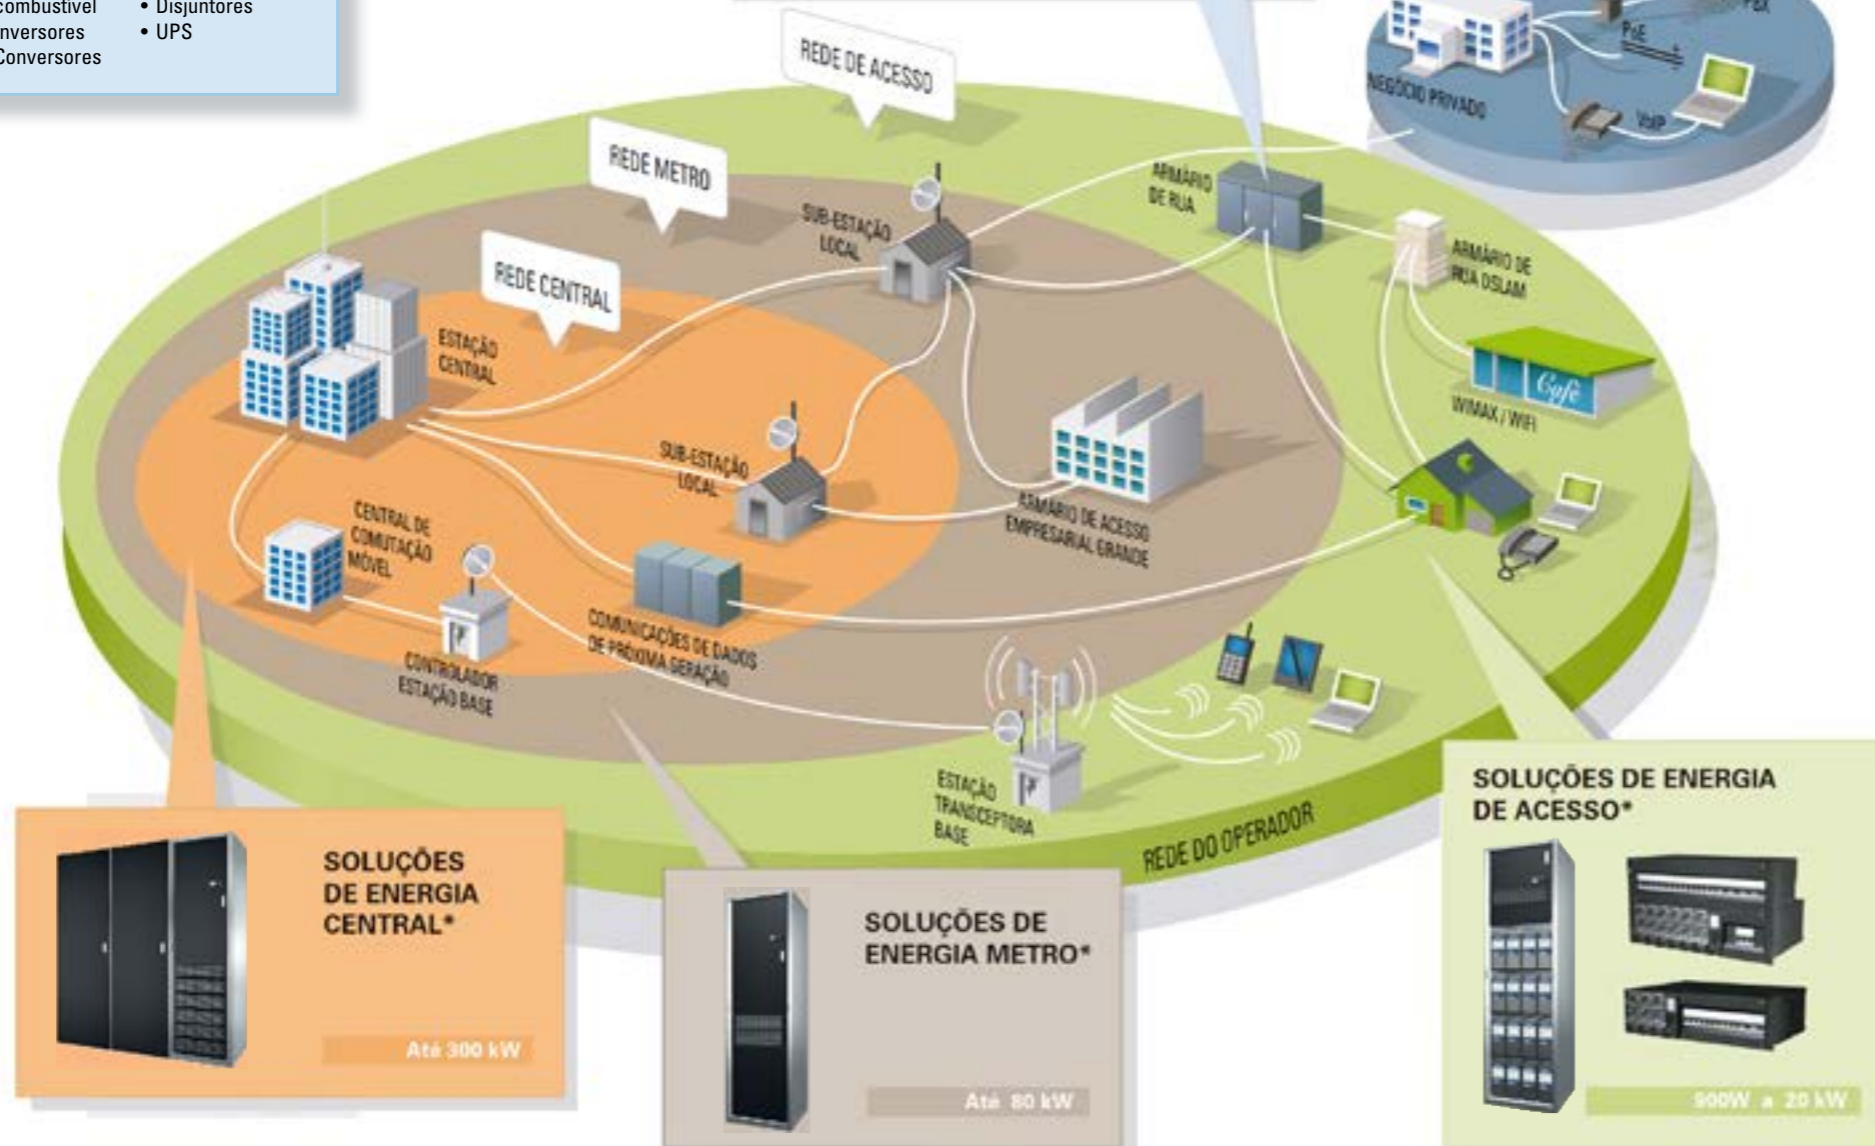 combustível
• Disjuntores
nversores
• UPS
Conversores
REDE DE ACESSO
REDE METRO
REDE CENTRAL
PBX
PoE
NEGÓCIO PRIVADO
VoIP
ARMÁRIO
DE RUA
SUB-ESTAÇÃO
LOCAL
ARMÁRIO DE
RUA DSLAM
ESTAÇÃO
CENTRAL
Café
WIMAX / WIFI
SUB-ESTAÇÃO
LOCAL
ARMÁRIO DE ACESSO
EMPRESARIAL GRANDE
CENTRAL DE
COMUTAÇÃO
MÓVEL
COMUNICAÇÕES DE DADOS
DE PRÓXIMA GERAÇÃO
CONTROLADOR
ESTAÇÃO BASE
ESTAÇÃO
TRANSCEPTORA
BASE
REDE DO OPERADOR
SOLUÇÕES
DE ENERGIA
CENTRAL*
Até 300 kW
SOLUÇÕES DE
ENERGIA METRO*
Até 80 kW
SOLUÇÕES DE ENERGIA
DE ACESSO*
900W a 20 kW